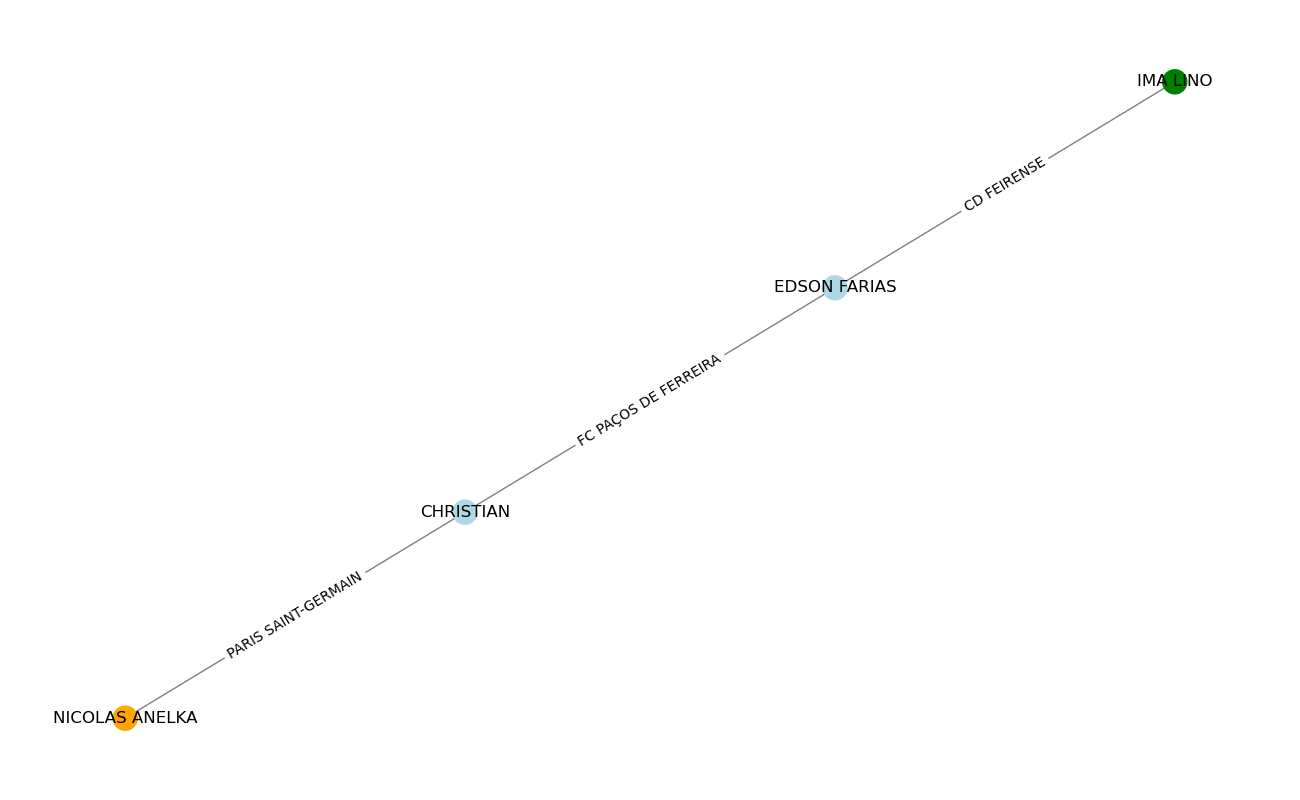 IMA LINO
CD FEIRENSE
EDSON FARIAS
FC PAÇOS DE FERREIRA
CHRISTIAN
PARIS SAINT-GERMAIN
NICOLAS ANELKA